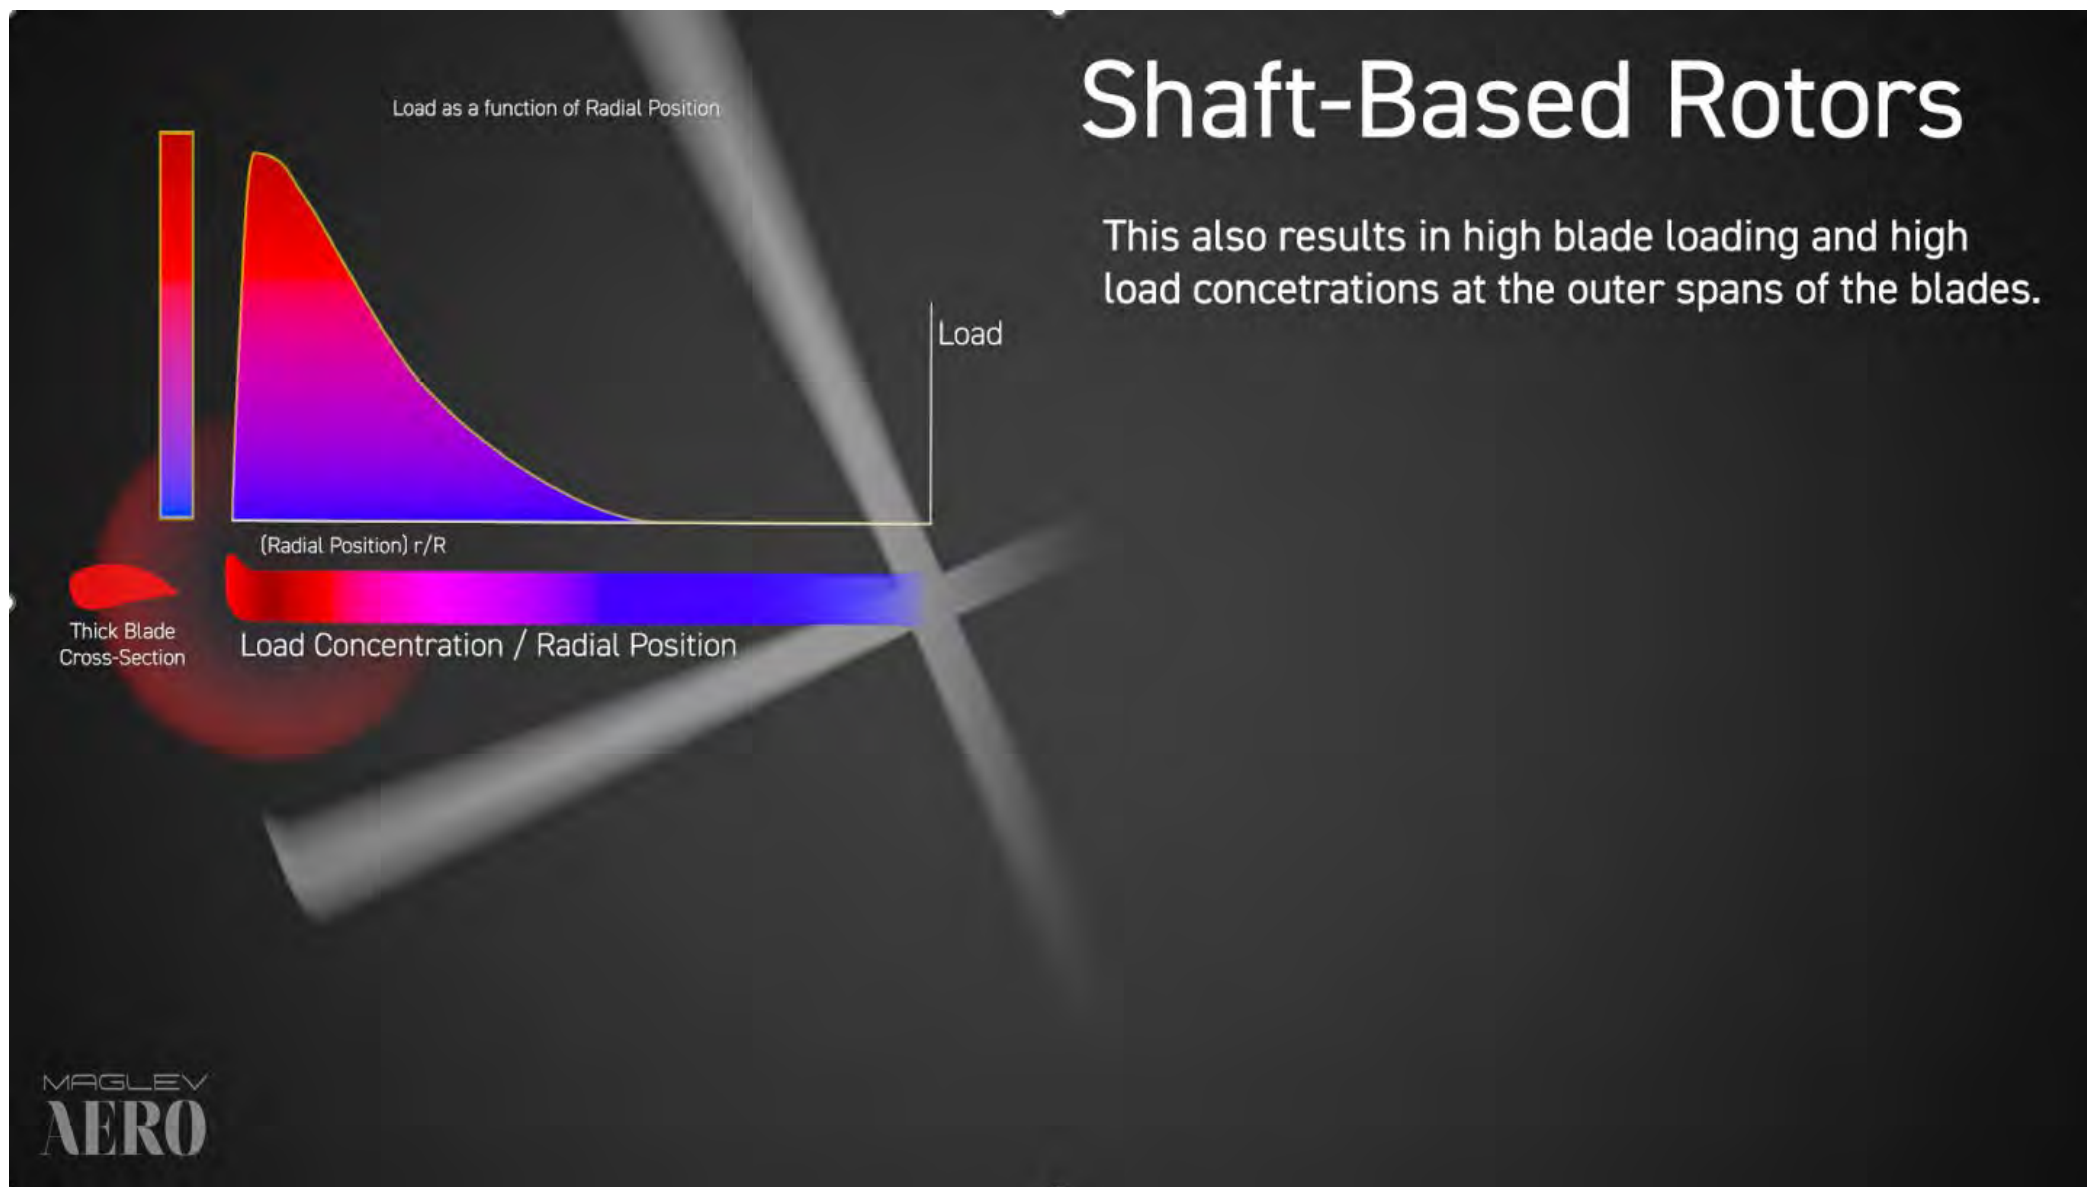 Shaft-Based Rotors
This also results in high blade loading and high
load concetrations at the outer spans of the blades.
Load as a function of Radial Position
Load
(Radial Position) r/R
Thick Blade
Cross-Section
Load Concentration / Radial Position
MAGLEV
AERO